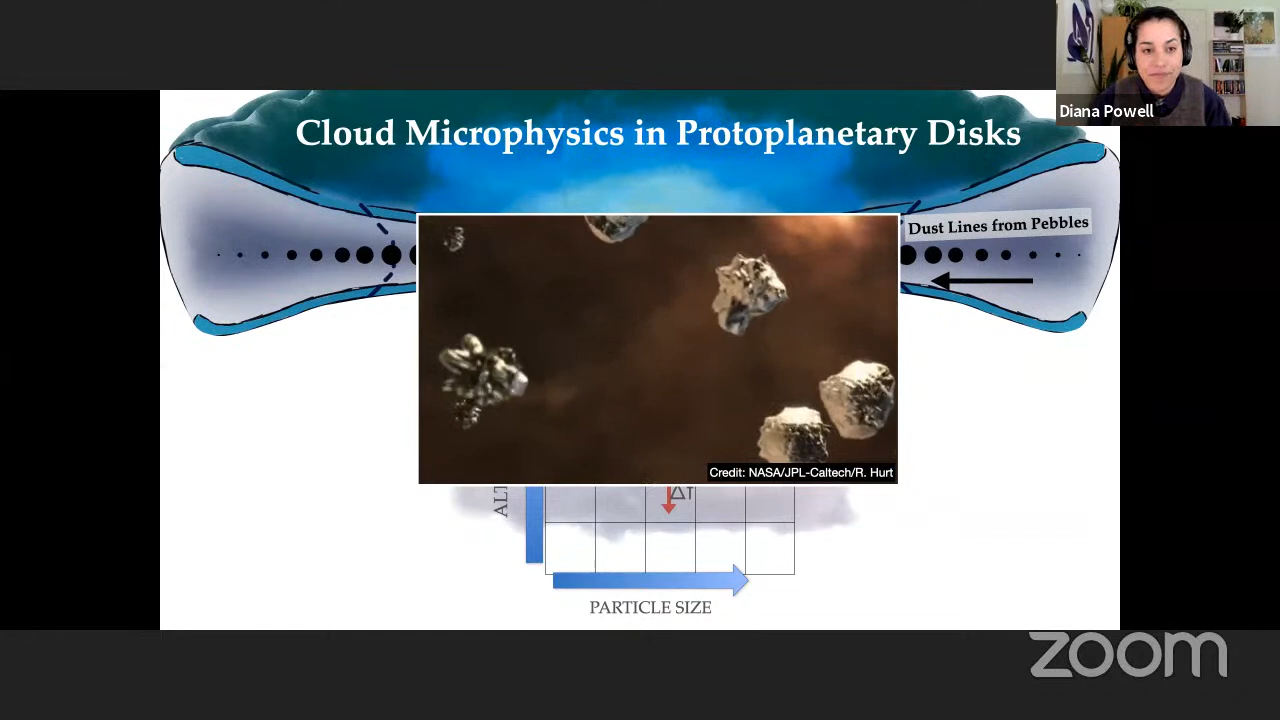 Diana Powell
Cloud Microphysics in Protoplanetary Disks
Dust Lines from Pebbles
Credit: NASA/JPL-Caltech/R. Hurt
PARTICLE SIZE
zoom